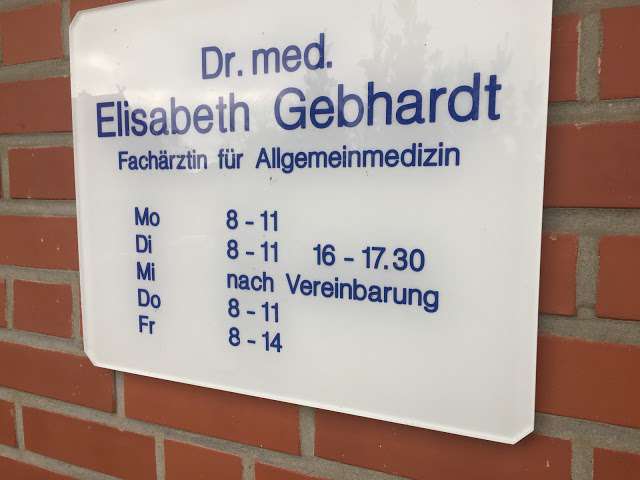 Dr. med.
Elisabeth Gebhardt
Fachärztin für Allgemeinmedizin
Mo 8 - 11
Di 8 - 11 16 - 17.30
Mi nach Vereinbarung
Do 8 - 11
Fr 8 - 14